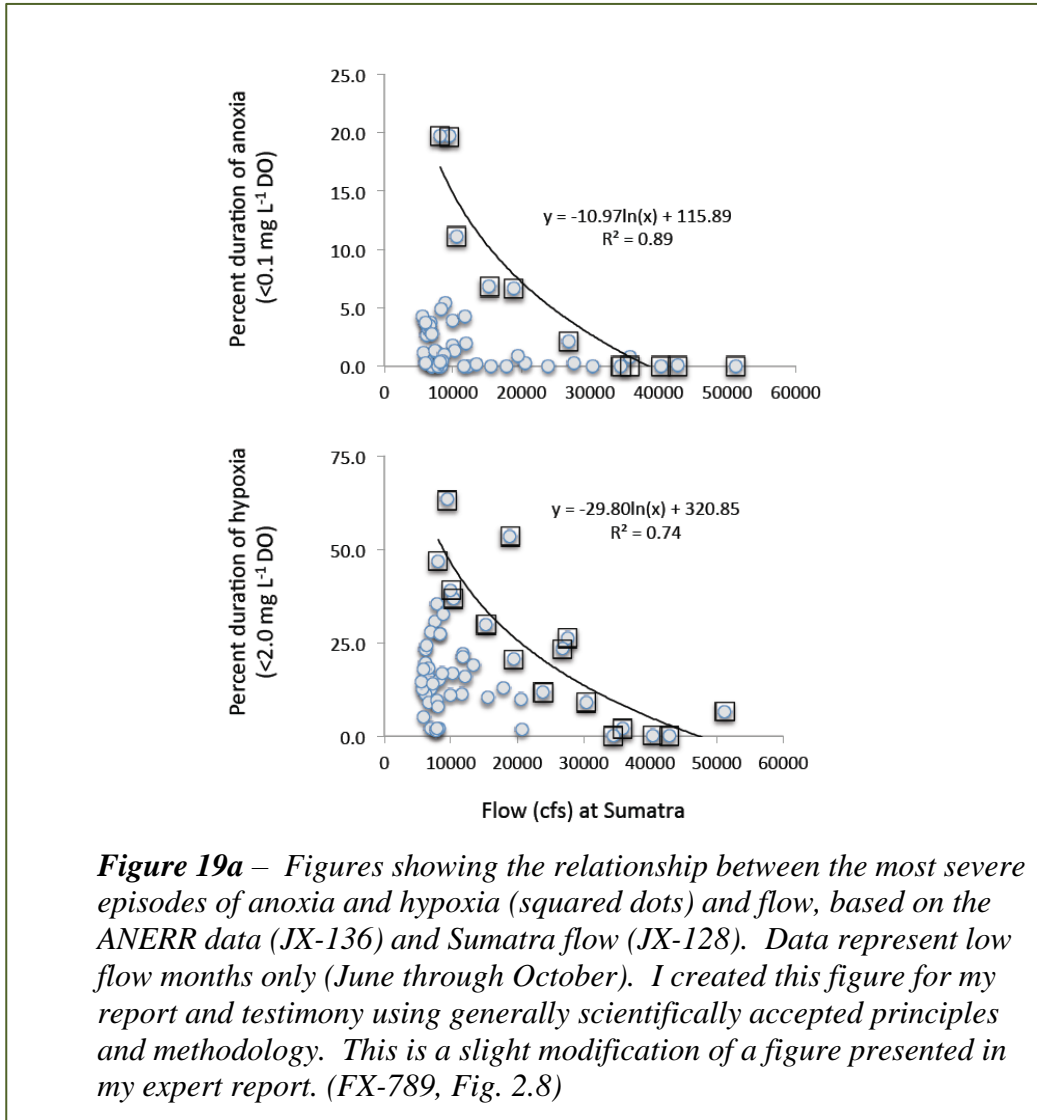 Percent duration of anoxia
(<0.1 mg L⁻¹ DO)
25.0
20.0
15.0
10.0
5.0
0.0
y = -10.97ln(x) + 115.89
R² = 0.89
0 10000 20000 30000 40000 50000 60000
Percent duration of hypoxia
(<2.0 mg L⁻¹ DO)
75.0
50.0
25.0
0.0
y = -29.80ln(x) + 320.85
R² = 0.74
0 10000 20000 30000 40000 50000 60000
Flow (cfs) at Sumatra
Figure 19a – Figures showing the relationship between the most severe
episodes of anoxia and hypoxia (squared dots) and flow, based on the
ANERR data (JX-136) and Sumatra flow (JX-128). Data represent low
flow months only (June through October). I created this figure for my
report and testimony using generally scientifically accepted principles
and methodology. This is a slight modification of a figure presented in
my expert report. (FX-789, Fig. 2.8)